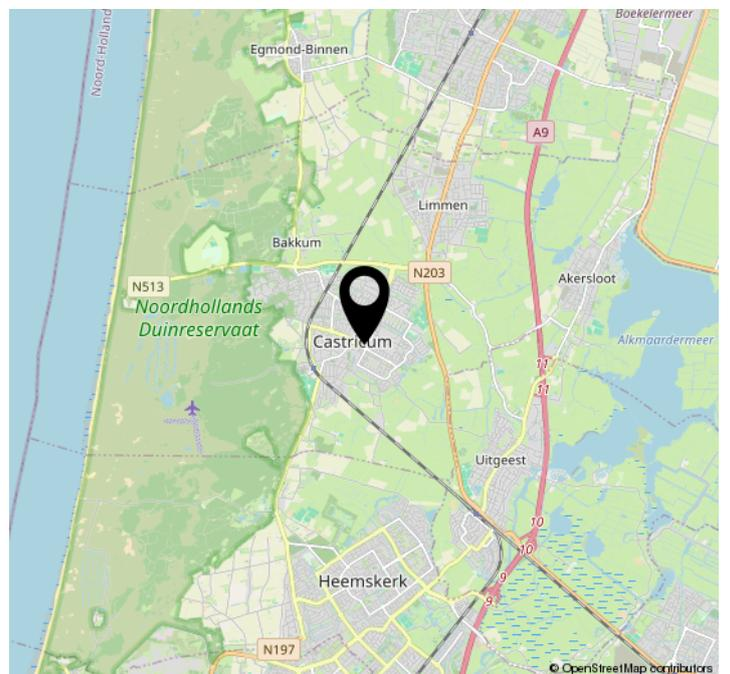 Boekelermeer
Noord-Holland
Egmond-Binnen
A9
Limmen
Bakkum
N203
Akersloot
N513
Noordhollands
Duinreservaat
Castricum
Alkmaardermeer
11
11
Uitgeest
10
10
Heemskerk
9
9
N197
© OpenStreetMap contributors